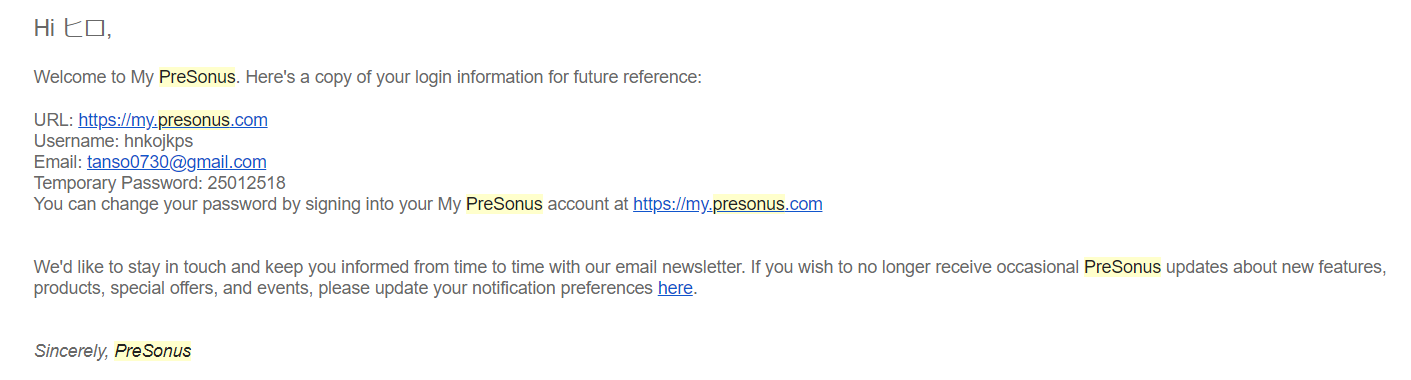 Hi ヒロ,
Welcome to My PreSonus. Here's a copy of your login information for future reference:
URL: https://my.presonus.com
Username: hnkojkps
Email: tanso0730@gmail.com
Temporary Password: 25012518
You can change your password by signing into your My PreSonus account at https://my.presonus.com
We'd like to stay in touch and keep you informed from time to time with our email newsletter. If you wish to no longer receive occasional PreSonus updates about new features,
products, special offers, and events, please update your notification preferences here.
Sincerely, PreSonus